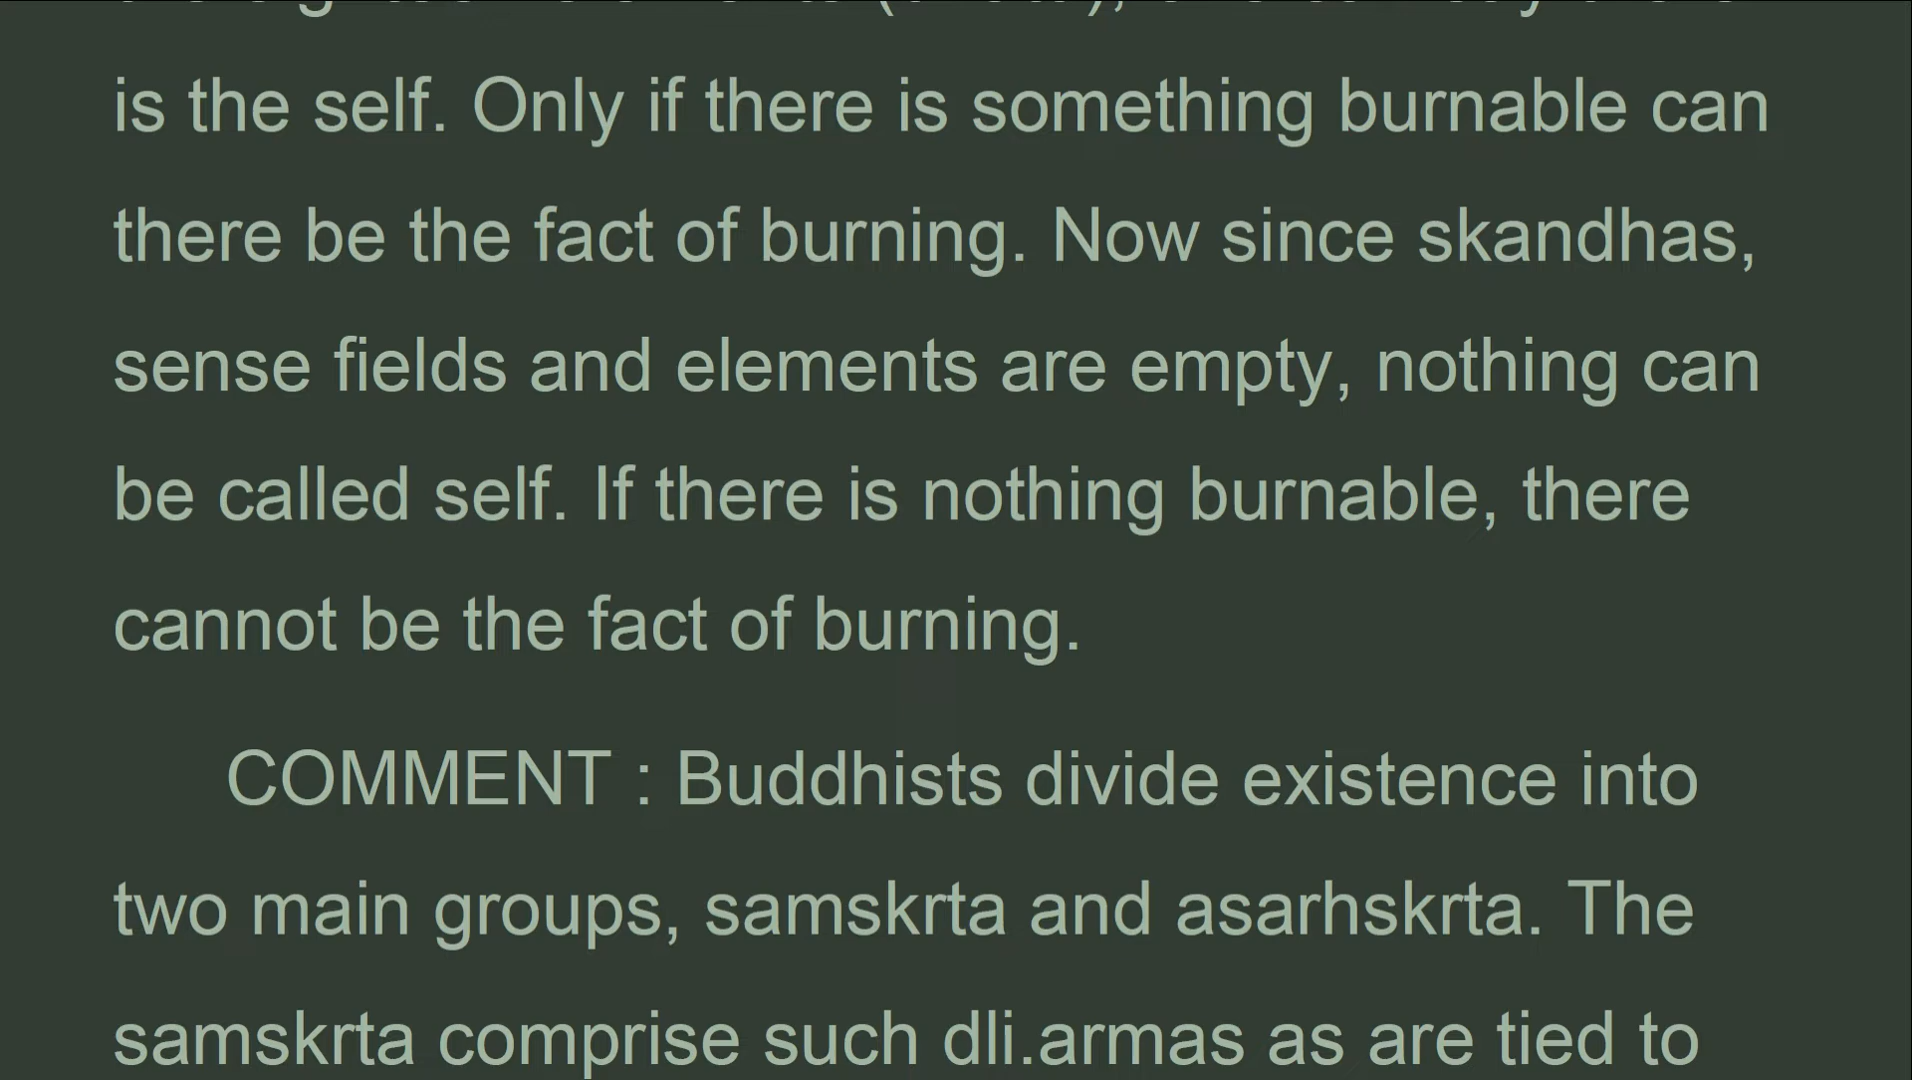 is the self. Only if there is something burnable can
there be the fact of burning. Now since skandhas,
sense fields and elements are empty, nothing can
be called self. If there is nothing burnable, there
cannot be the fact of burning.
COMMENT : Buddhists divide existence into
two main groups, samskrta and asarhskrta. The
samskrta comprise such dli.armas as are tied to